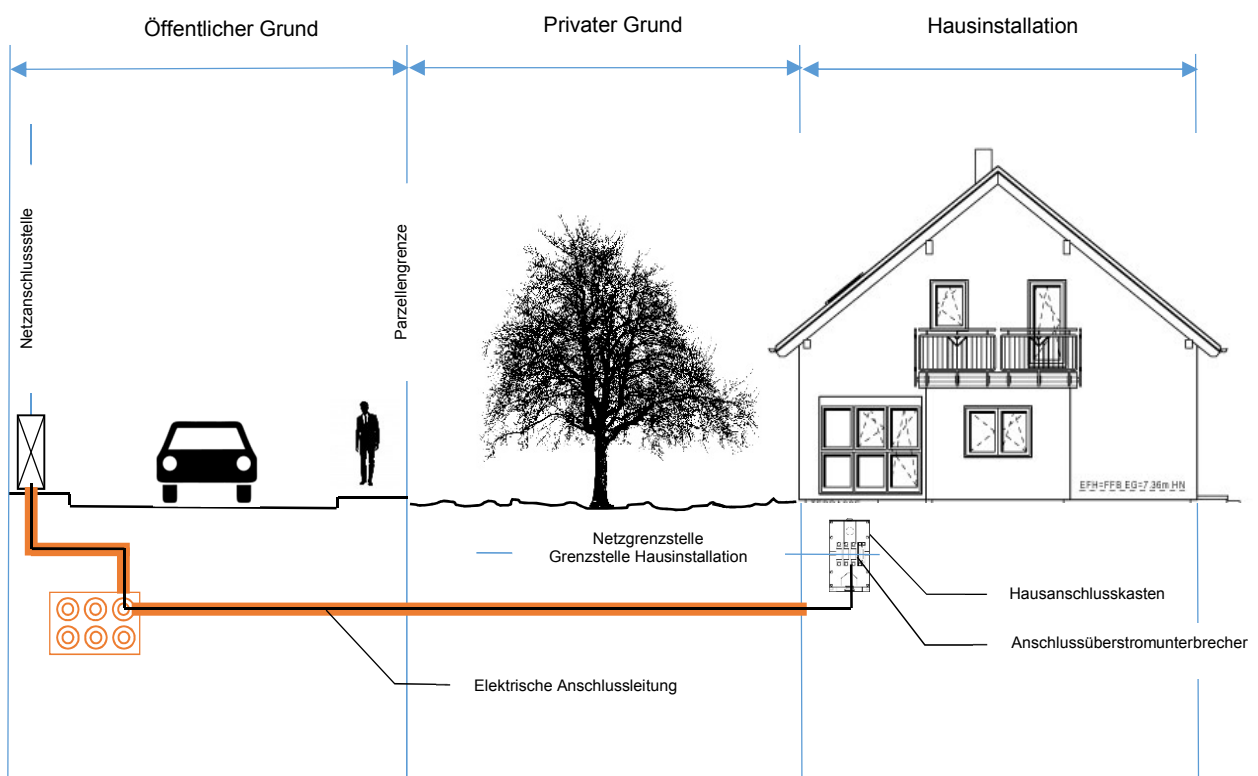 Öffentlicher Grund
Privater Grund
Hausinstallation
Netzanschlussstelle
Parzellengrenze
EFH=FFB EG=7.36m HN
Netzgrenzstelle
Grenzstelle Hausinstallation
Hausanschlusskasten
Anschlussüberstromunterbrecher
Elektrische Anschlussleitung